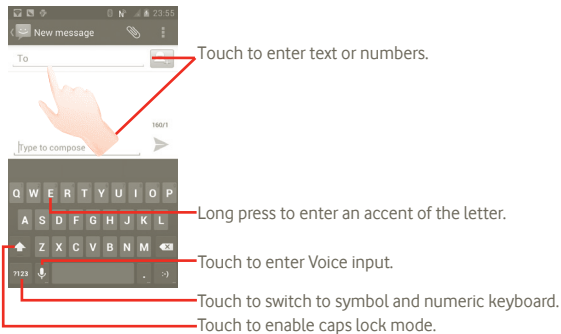 23:55
New message
To
Touch to enter text or numbers.
160/1
Type to compose
Q W E R T Y U I O P
A S D F G H J K L
Long press to enter an accent of the letter.
Z X C V B N M
Touch to enter Voice input.
?123 . :-)
Touch to switch to symbol and numeric keyboard.
Touch to enable caps lock mode.